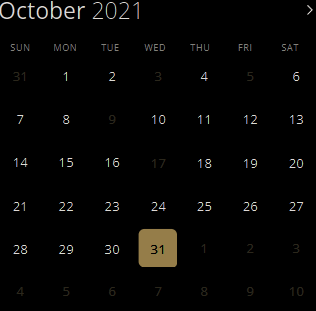 October 2021
SUN MON TUE WED THU FRI SAT
31 1 2 3 4 5 6
7 8 9 10 11 12 13
14 15 16 17 18 19 20
21 22 23 24 25 26 27
28 29 30 31 1 2 3
4 5 6 7 8 9 10